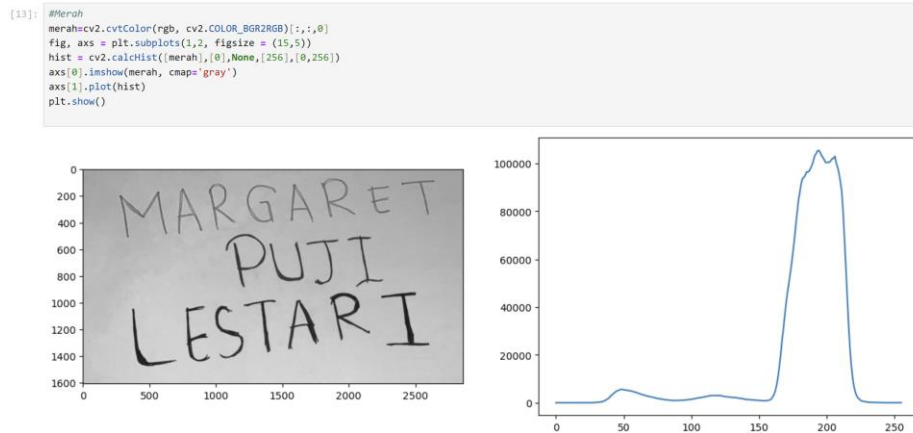 [13]: #Merah
merah=cv2.cvtColor(rgb, cv2.COLOR_BGR2RGB)[:,:,0]
fig, axs = plt.subplots(1,2, figsize = (15,5))
hist = cv2.calcHist([merah],[0],None,[256],[0,256])
axs[0].imshow(merah, cmap='gray')
axs[1].plot(hist)
plt.show()
0
200
400
600
800
1000
1200
1400
1600
0 500 1000 1500 2000 2500
MARGARET
PUJI
LESTARI
100000
80000
60000
40000
20000
0
0 50 100 150 200 250